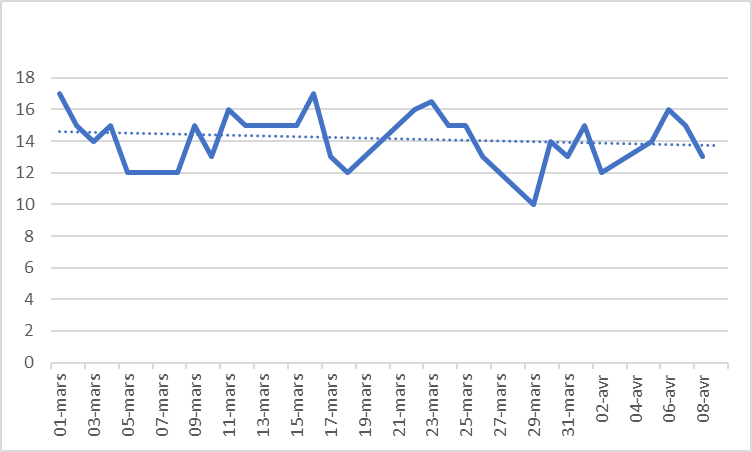 18
16
14
12
10
8
6
4
2
0
01-mars
03-mars
05-mars
07-mars
09-mars
11-mars
13-mars
15-mars
17-mars
19-mars
21-mars
23-mars
25-mars
27-mars
29-mars
31-mars
02-avr
04-avr
06-avr
08-avr